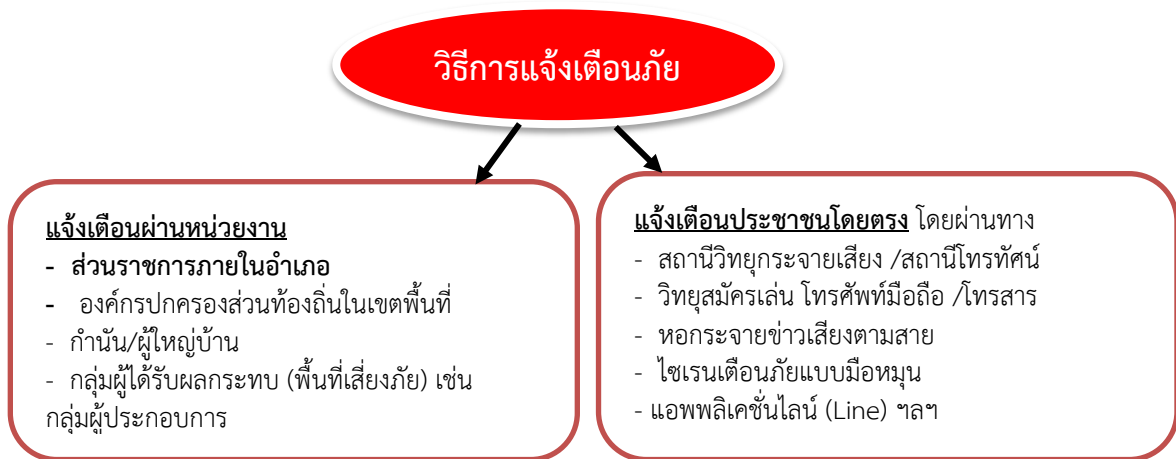 วิธีการแจ้งเตือนภัย
แจ้งเตือนผ่านหน่วยงาน
- ส่วนราชการภายในอำเภอ
- องค์กรปกครองส่วนท้องถิ่นในเขตพื้นที่
- กำนัน/ผู้ใหญ่บ้าน
- กลุ่มผู้ได้รับผลกระทบ (พื้นที่เสี่ยงภัย) เช่น
กลุ่มผู้ประกอบการ
แจ้งเตือนประชาชนโดยตรง โดยผ่านทาง
- สถานีวิทยุกระจายเสียง /สถานีโทรทัศน์
- วิทยุสมัครเล่น โทรศัพท์มือถือ /โทรสาร
- หอกระจายข่าวเสียงตามสาย
- ไซเรนเตือนภัยแบบมือหมุน
- แอพพลิเคชั่นไลน์ (Line) ฯลฯ